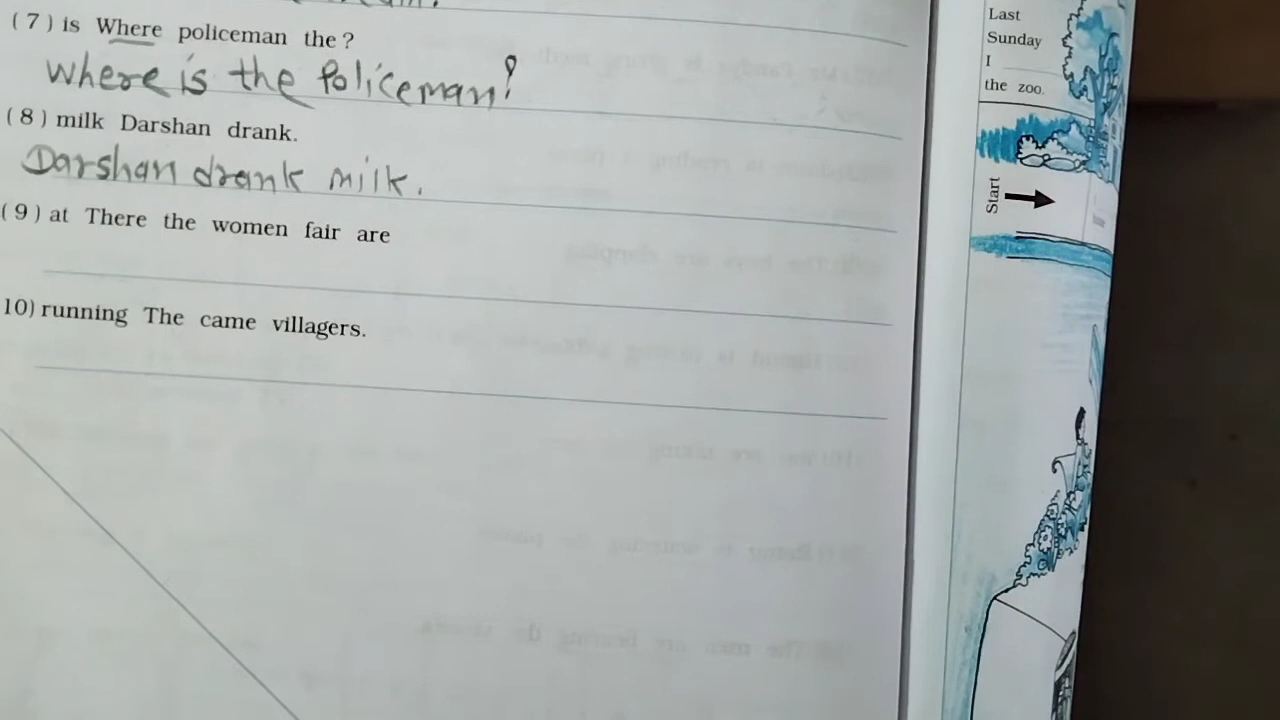 (7) is Where policeman the?
Where is the Policeman?
(8) milk Darshan drank.
Darshan drank milk.
(9) at There the women fair are
10) running The came villagers.
Last
Sunday
I
the zoo.
Start